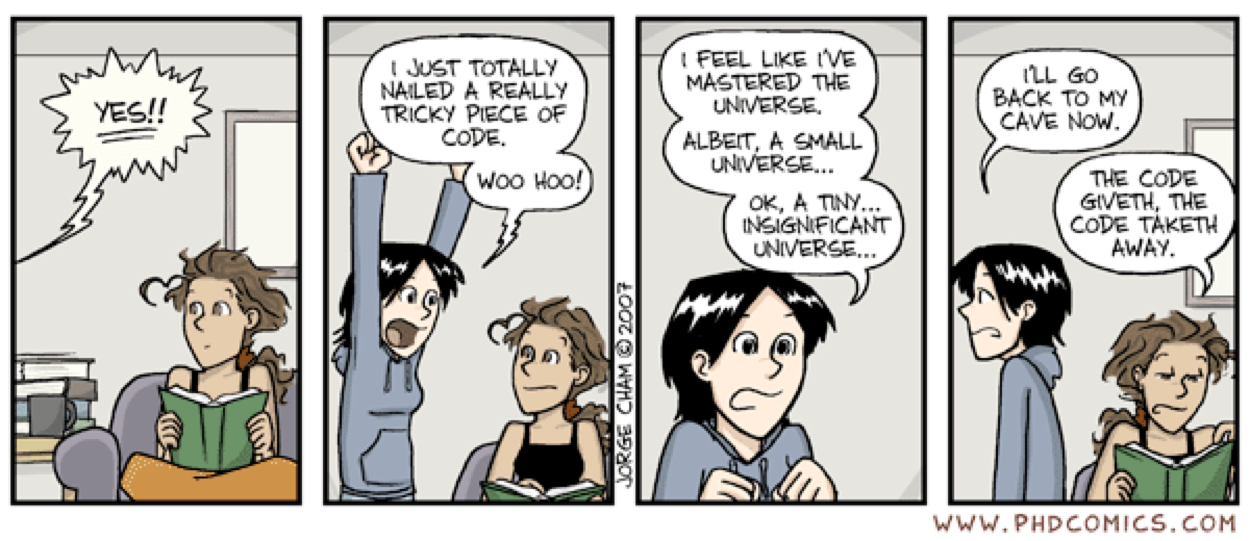 YES!!
I JUST TOTALLY
NAILED A REALLY
TRICKY PIECE OF
CODE.
WOO HOO!
JORGE CHAM © 2007
I FEEL LIKE I'VE
MASTERED THE
UNIVERSE.
ALBEIT, A SMALL
UNIVERSE...
OK, A TINY...
INSIGNIFICANT
UNIVERSE...
I'LL GO
BACK TO MY
CAVE NOW.
THE CODE
GIVETH, THE
CODE TAKETH
AWAY.
WWW.PHDCOMICS.COM